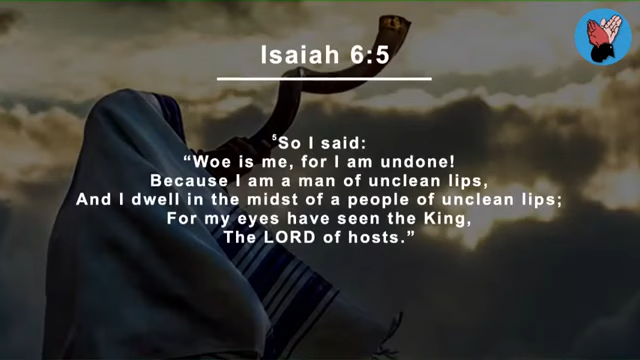 Isaiah 6:5
⁵So I said:
“Woe is me, for I am undone!
Because I am a man of unclean lips,
And I dwell in the midst of a people of unclean lips;
For my eyes have seen the King,
The LORD of hosts.”